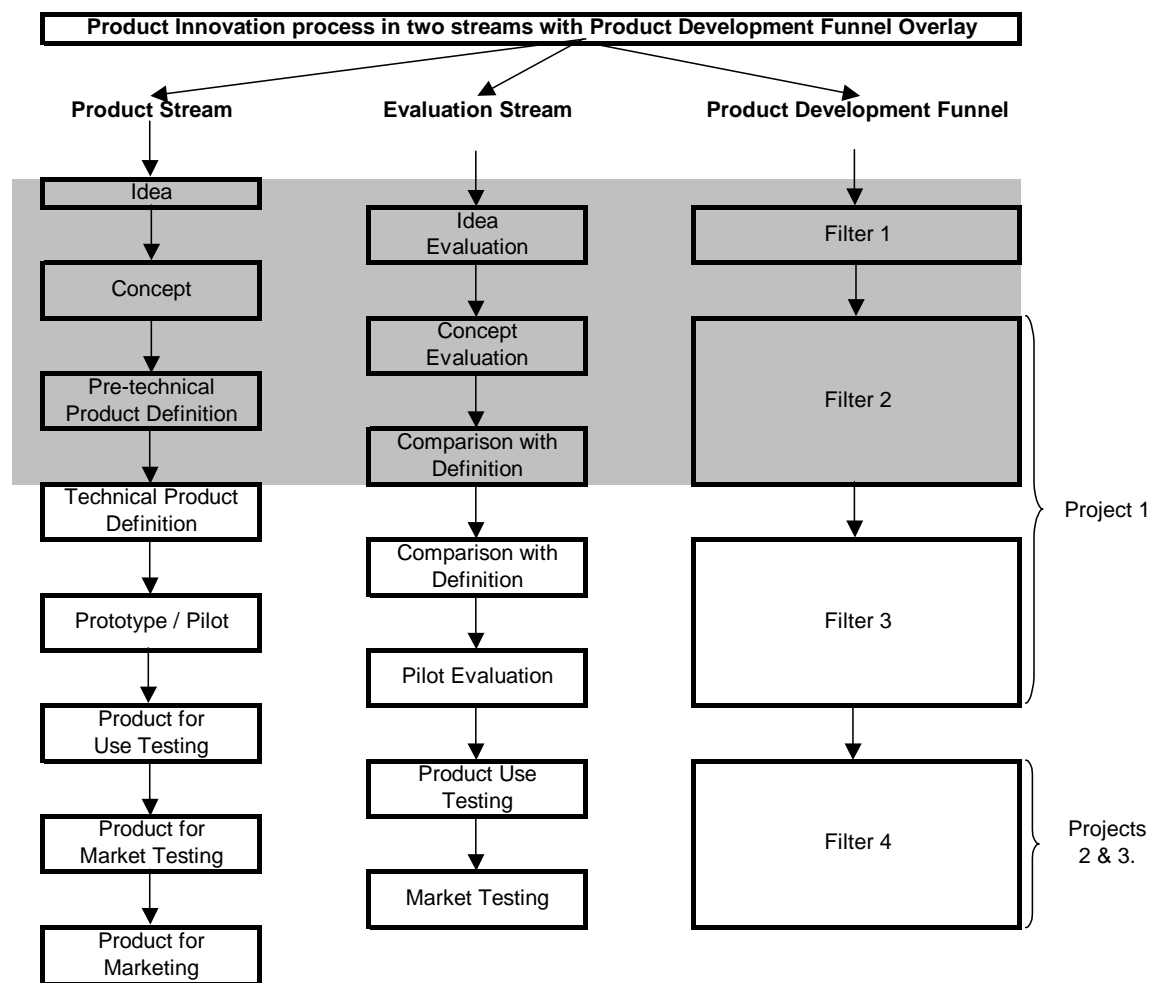 Product Innovation process in two streams with Product Development Funnel Overlay
Product Stream
Evaluation Stream
Product Development Funnel
Idea
Concept
Pre-technical
Product Definition
Technical Product
Definition
Prototype / Pilot
Product for
Use Testing
Product for
Market Testing
Product for
Marketing
Idea
Evaluation
Concept
Evaluation
Comparison with
Definition
Comparison with
Definition
Pilot Evaluation
Product Use
Testing
Market Testing
Filter 1
Filter 2
Filter 3
Filter 4
Project 1
Projects
2 & 3.